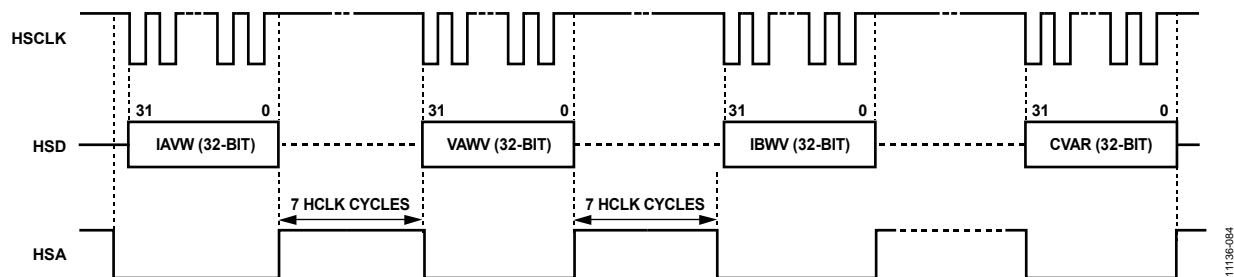 HSCLK
31 0 31 0 31 0 31 0
HSD IAVW (32-BIT) VAWV (32-BIT) IBWV (32-BIT) CVAR (32-BIT)
7 HCLK CYCLES 7 HCLK CYCLES
HSA
11136-084